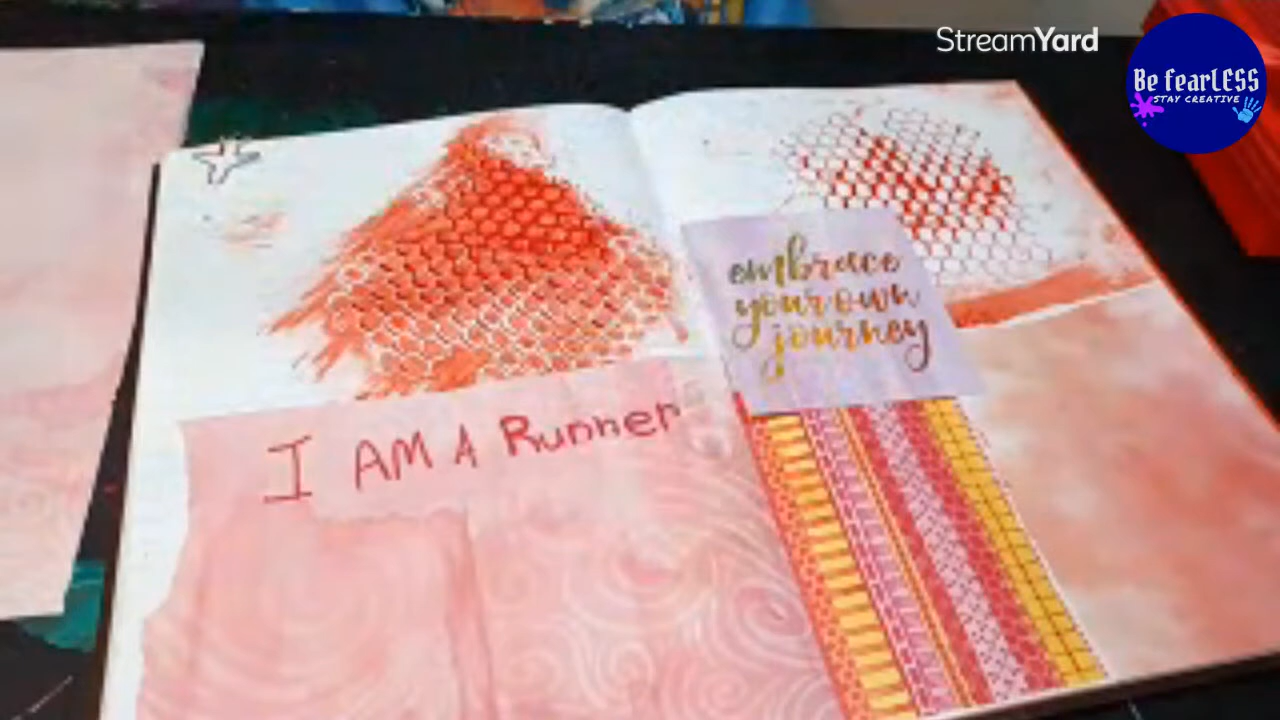 StreamYard
Be fearLESS
STAY CREATIVE
embrace
your own
journey
I AM A Runner